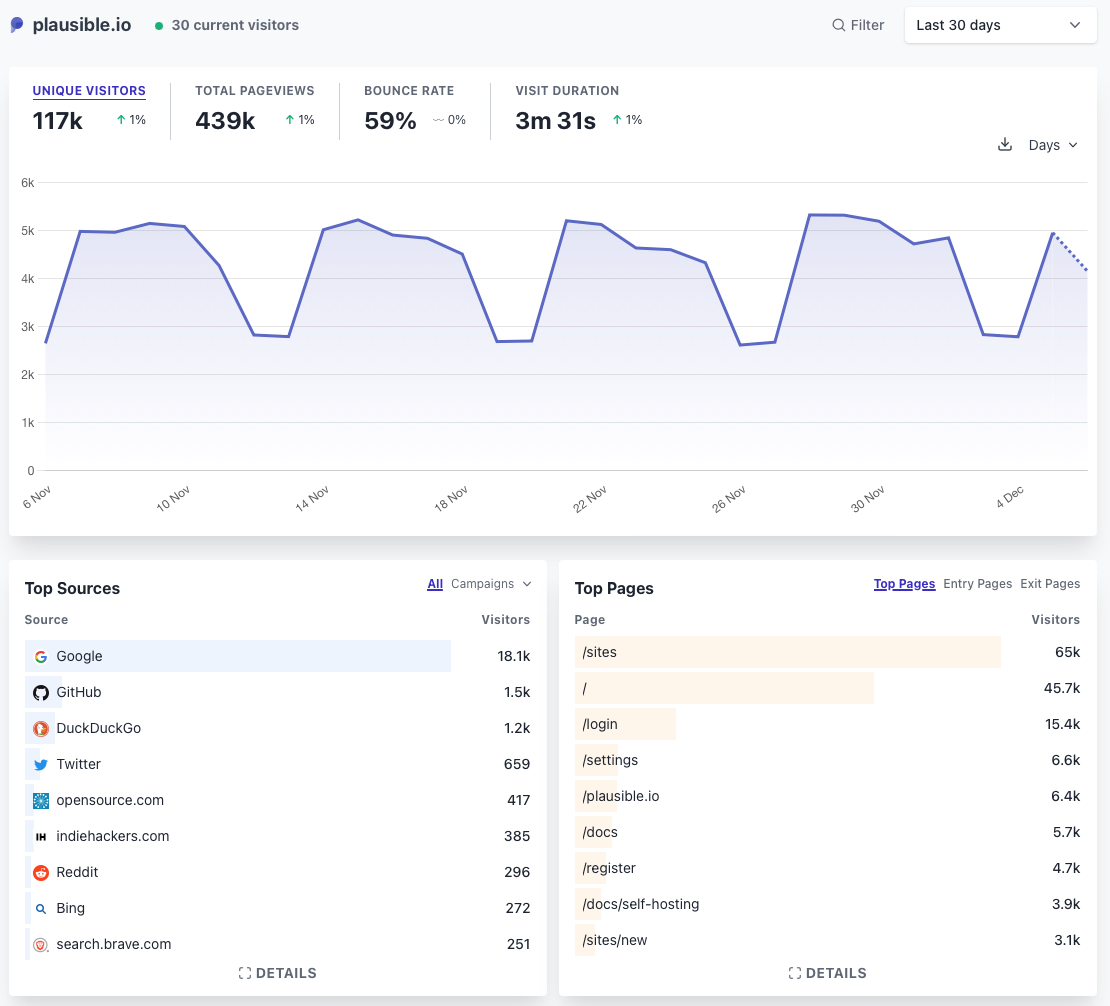 plausible.io 30 current visitors Filter Last 30 days
UNIQUE VISITORS TOTAL PAGEVIEWS BOUNCE RATE VISIT DURATION
117k 1% 439k 1% 59% 0% 3m 31s 1%
Days
6k
5k
4k
3k
2k
1k
0
6 Nov 10 Nov 14 Nov 18 Nov 22 Nov 26 Nov 30 Nov 4 Dec
Top Sources All Campaigns
Source Visitors
Google 18.1k
GitHub 1.5k
DuckDuckGo 1.2k
Twitter 659
opensource.com 417
IH indiehackers.com 385
Reddit 296
Bing 272
search.brave.com 251
DETAILS
Top Pages Top Pages Entry Pages Exit Pages
Page Visitors
/sites 65k
/ 45.7k
/login 15.4k
/settings 6.6k
/plausible.io 6.4k
/docs 5.7k
/register 4.7k
/docs/self-hosting 3.9k
/sites/new 3.1k
DETAILS